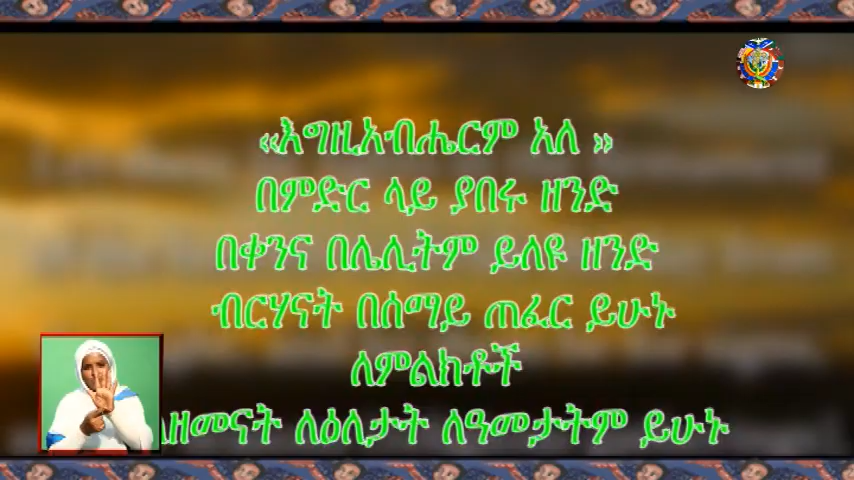 «እግዚአብሔርም አለ »
በምድር ላይ ያበሩ ዘንድ
በቀንና በሌሊትም ይለዩ ዘንድ
ብርሃናት በሰማይ ጠፈር ይሁኑ
ለምልክቶች
ለዘመናት ለዕለታት ለዓመታትም ይሁኑ